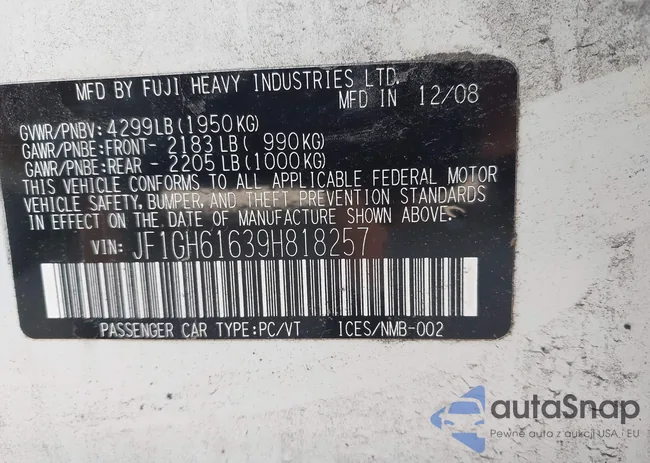 MFD BY FUJI HEAVY INDUSTRIES LTD.
MFD IN 12/08
GVWR/PNBV: 4299LB(1950KG)
GAWR/PNBE:FRONT- 2183LB( 990KG)
GAWR/PNBE:REAR - 2205LB(1000KG)
THIS VEHICLE CONFORMS TO ALL APPLICABLE FEDERAL MOTOR
VEHICLE SAFETY, BUMPER, AND THEFT PREVENTION STANDARDS
IN EFFECT ON THE DATE OF MANUFACTURE SHOWN ABOVE.
VIN: JF1GH61639H818257
PASSENGER CAR TYPE:PC/VT ICES/NMB-002
autaSnap
Pewne auta z aukcji USA i EU